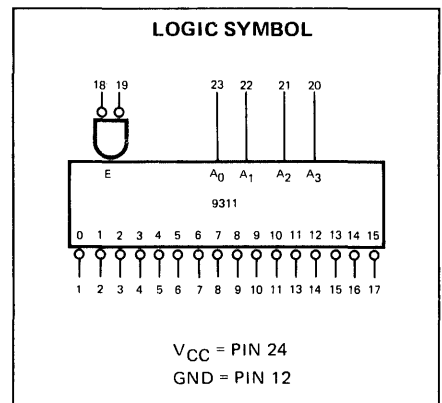 LOGIC SYMBOL
18 19 23 22 21 20
E A0 A1 A2 A3
9311
0 1 2 3 4 5 6 7 8 9 10 11 12 13 14 15
1 2 3 4 5 6 7 8 9 10 11 13 14 15 16 17
VCC = PIN 24
GND = PIN 12